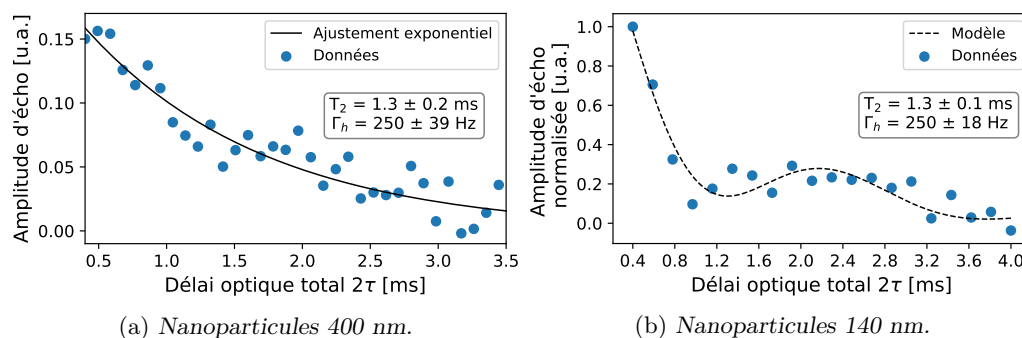 Amplitude d'écho [u.a.]
0.15
0.10
0.05
0.00
Ajustement exponentiel
Données
T₂ = 1.3 ± 0.2 ms
Γₕ = 250 ± 39 Hz
0.5 1.0 1.5 2.0 2.5 3.0 3.5
Délai optique total 2τ [ms]
(a) Nanoparticules 400 nm.
Amplitude d'écho
normalisée [u.a.]
1.0
0.8
0.6
0.4
0.2
0.0
Modèle
Données
T₂ = 1.3 ± 0.1 ms
Γₕ = 250 ± 18 Hz
0.4 0.8 1.2 1.6 2.0 2.4 2.8 3.2 3.6 4.0
Délai optique total 2τ [ms]
(b) Nanoparticules 140 nm.